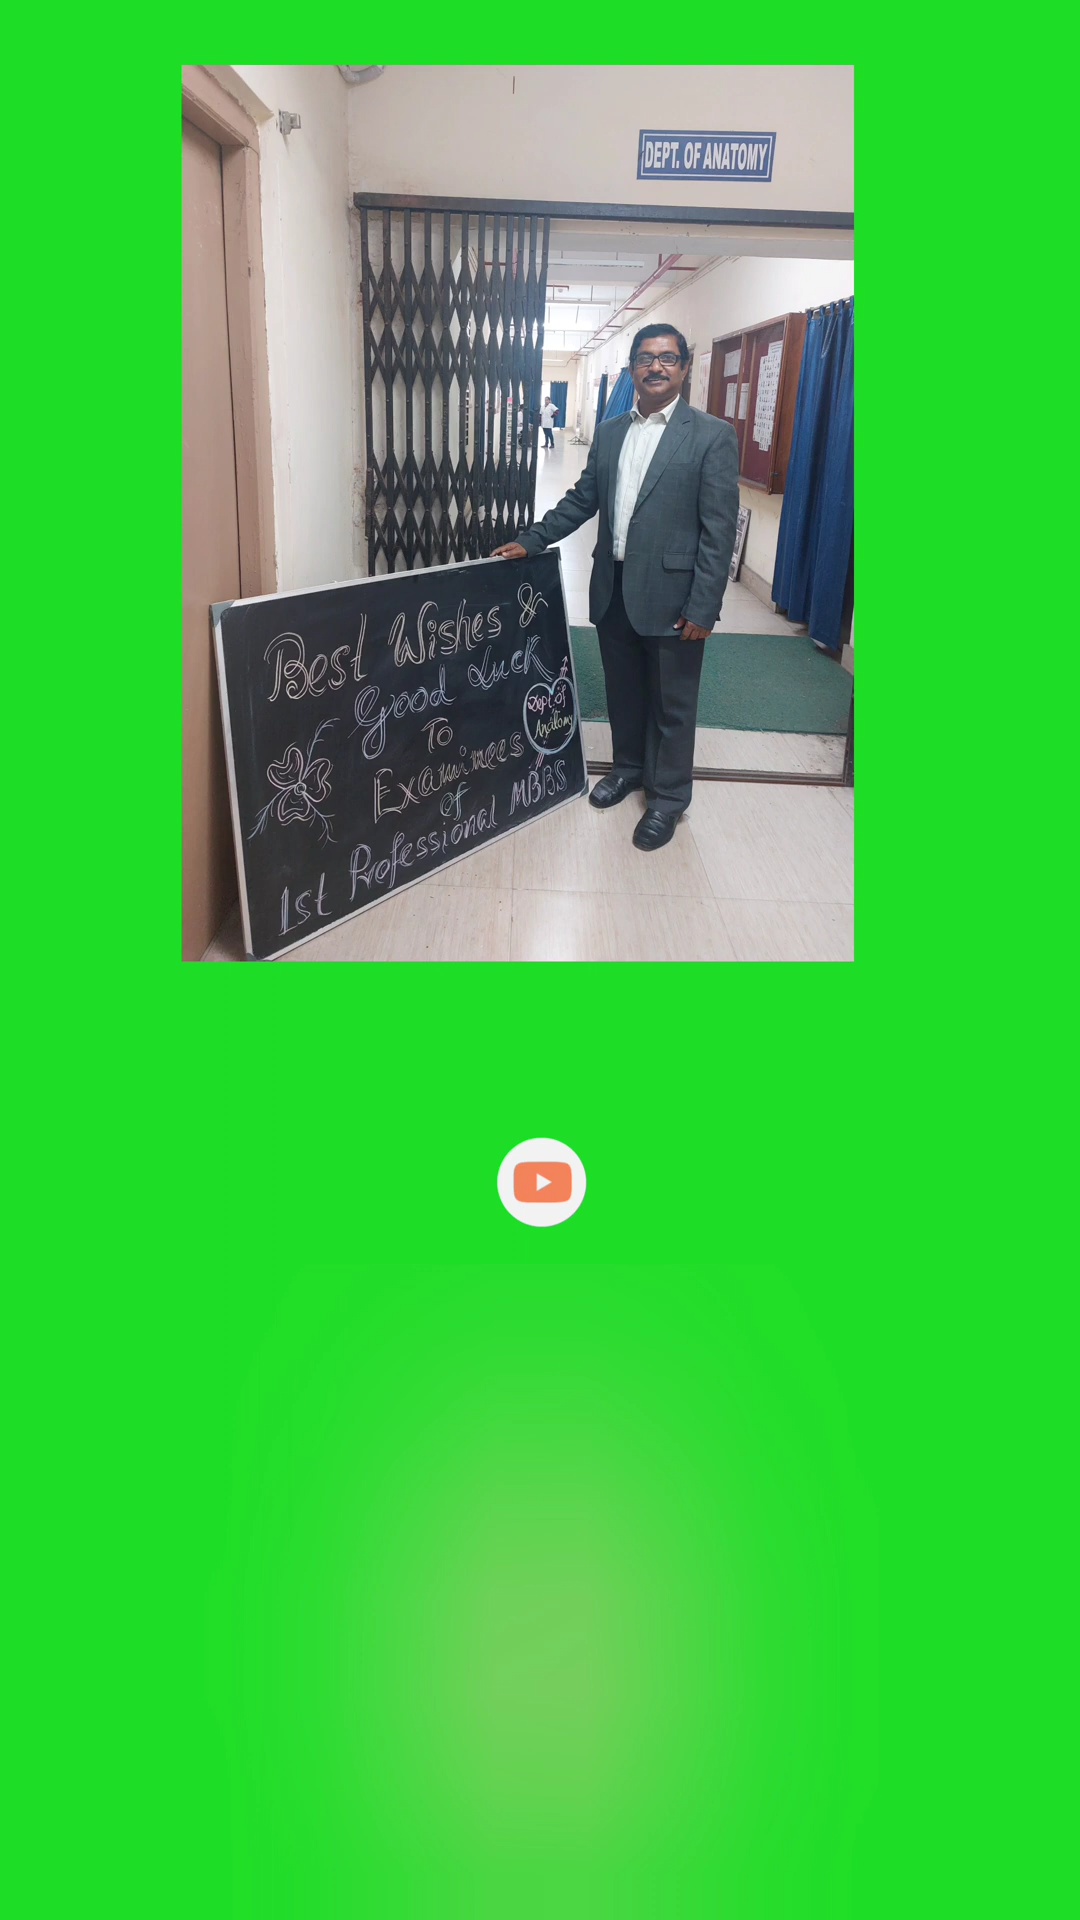 DEPT. OF ANATOMY
Best Wishes &
Good Luck
To
Examinees
of
1st Professional MBBS
Dept. of
Anatomy